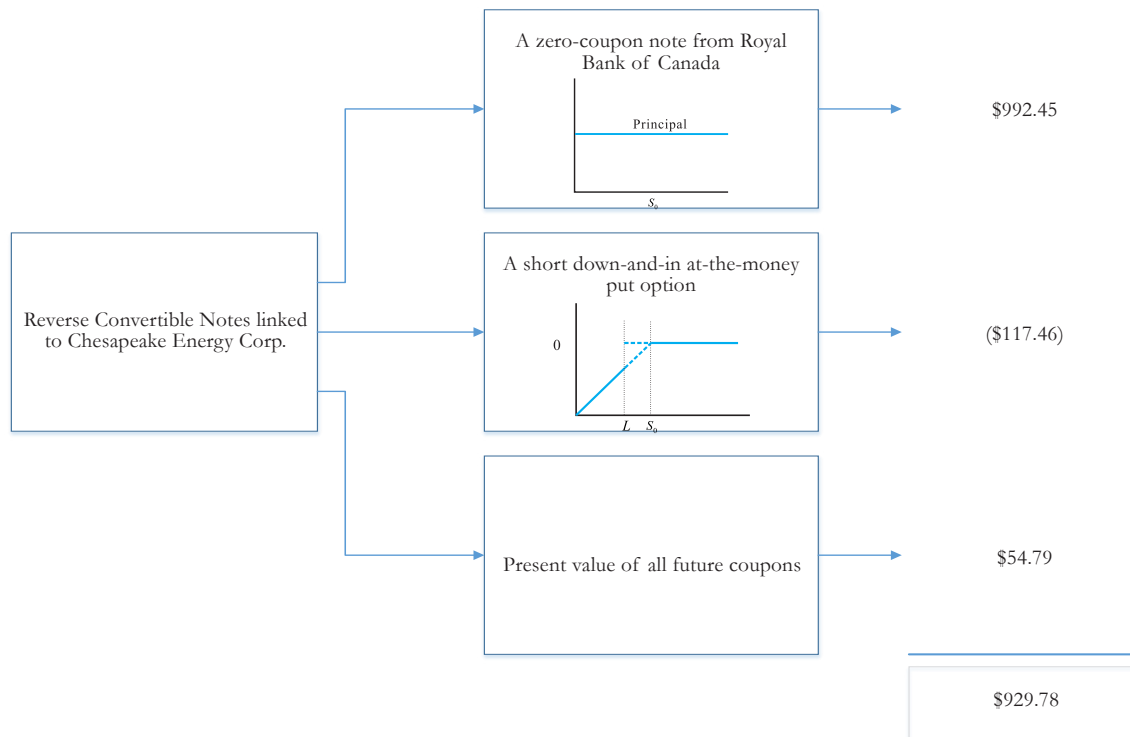 A zero-coupon note from Royal
Bank of Canada
Principal
S₀
$992.45
Reverse Convertible Notes linked
to Chesapeake Energy Corp.
A short down-and-in at-the-money
put option
0
L S₀
($117.46)
Present value of all future coupons
$54.79
$929.78